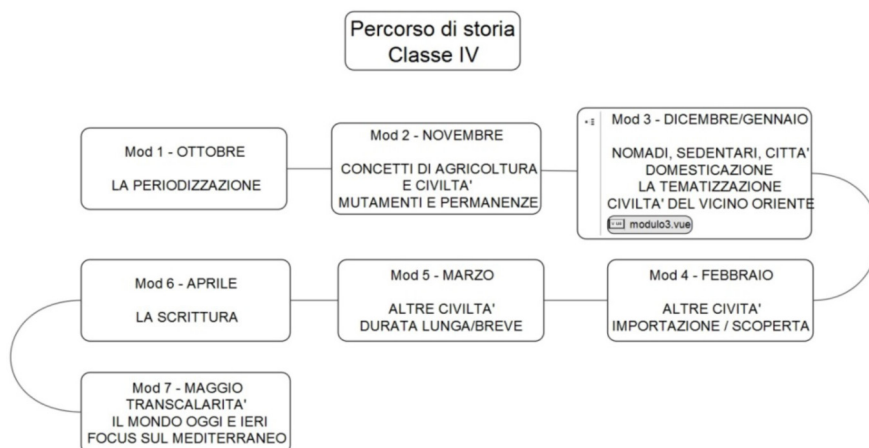 Percorso di storia
Classe IV
Mod 1 - OTTOBRE
LA PERIODIZZAZIONE
Mod 2 - NOVEMBRE
CONCETTI DI AGRICOLTURA
E CIVILTA'
MUTAMENTI E PERMANENZE
Mod 3 - DICEMBRE/GENNAIO
NOMADI, SEDENTARI, CITTA'
DOMESTICAZIONE
LA TEMATIZZAZIONE
CIVILTA' DEL VICINO ORIENTE
modulo3.vue
Mod 4 - FEBBRAIO
ALTRE CIVITA'
IMPORTAZIONE / SCOPERTA
Mod 5 - MARZO
ALTRE CIVILTA'
DURATA LUNGA/BREVE
Mod 6 - APRILE
LA SCRITTURA
Mod 7 - MAGGIO
TRANSCALARITA'
IL MONDO OGGI E IERI
FOCUS SUL MEDITERRANEO